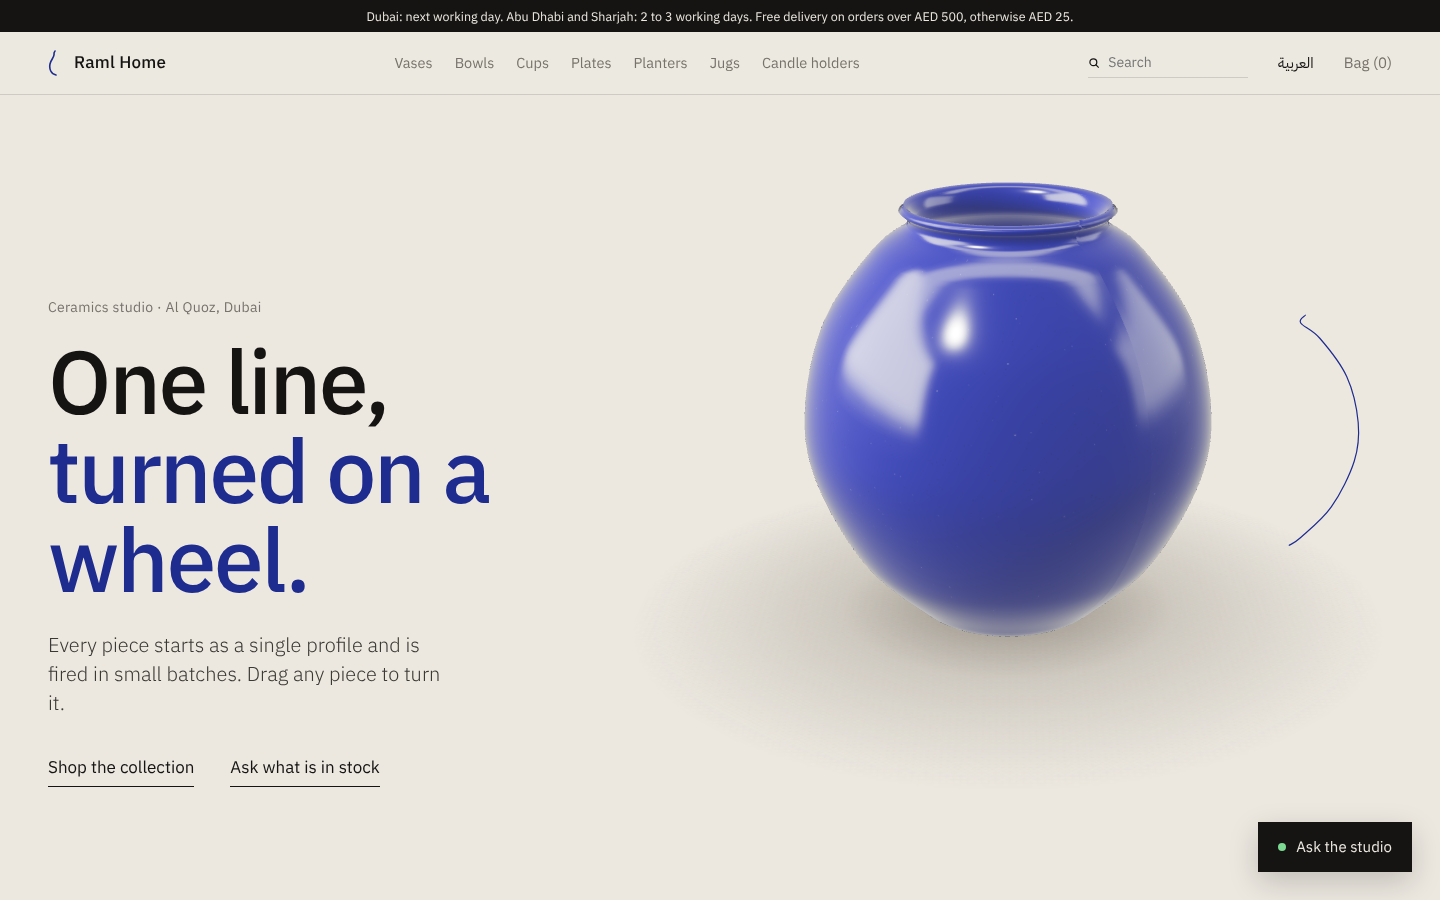 Dubai: next working day. Abu Dhabi and Sharjah: 2 to 3 working days. Free delivery on orders over AED 500, otherwise AED 25.
Raml Home
Vases
Bowls
Cups
Plates
Planters
Jugs
Candle holders
Search
العربية
Bag (0)
Ceramics studio · Al Quoz, Dubai
One line,
turned on a
wheel.
Every piece starts as a single profile and is
fired in small batches. Drag any piece to turn
it.
Shop the collection
Ask what is in stock
Ask the studio